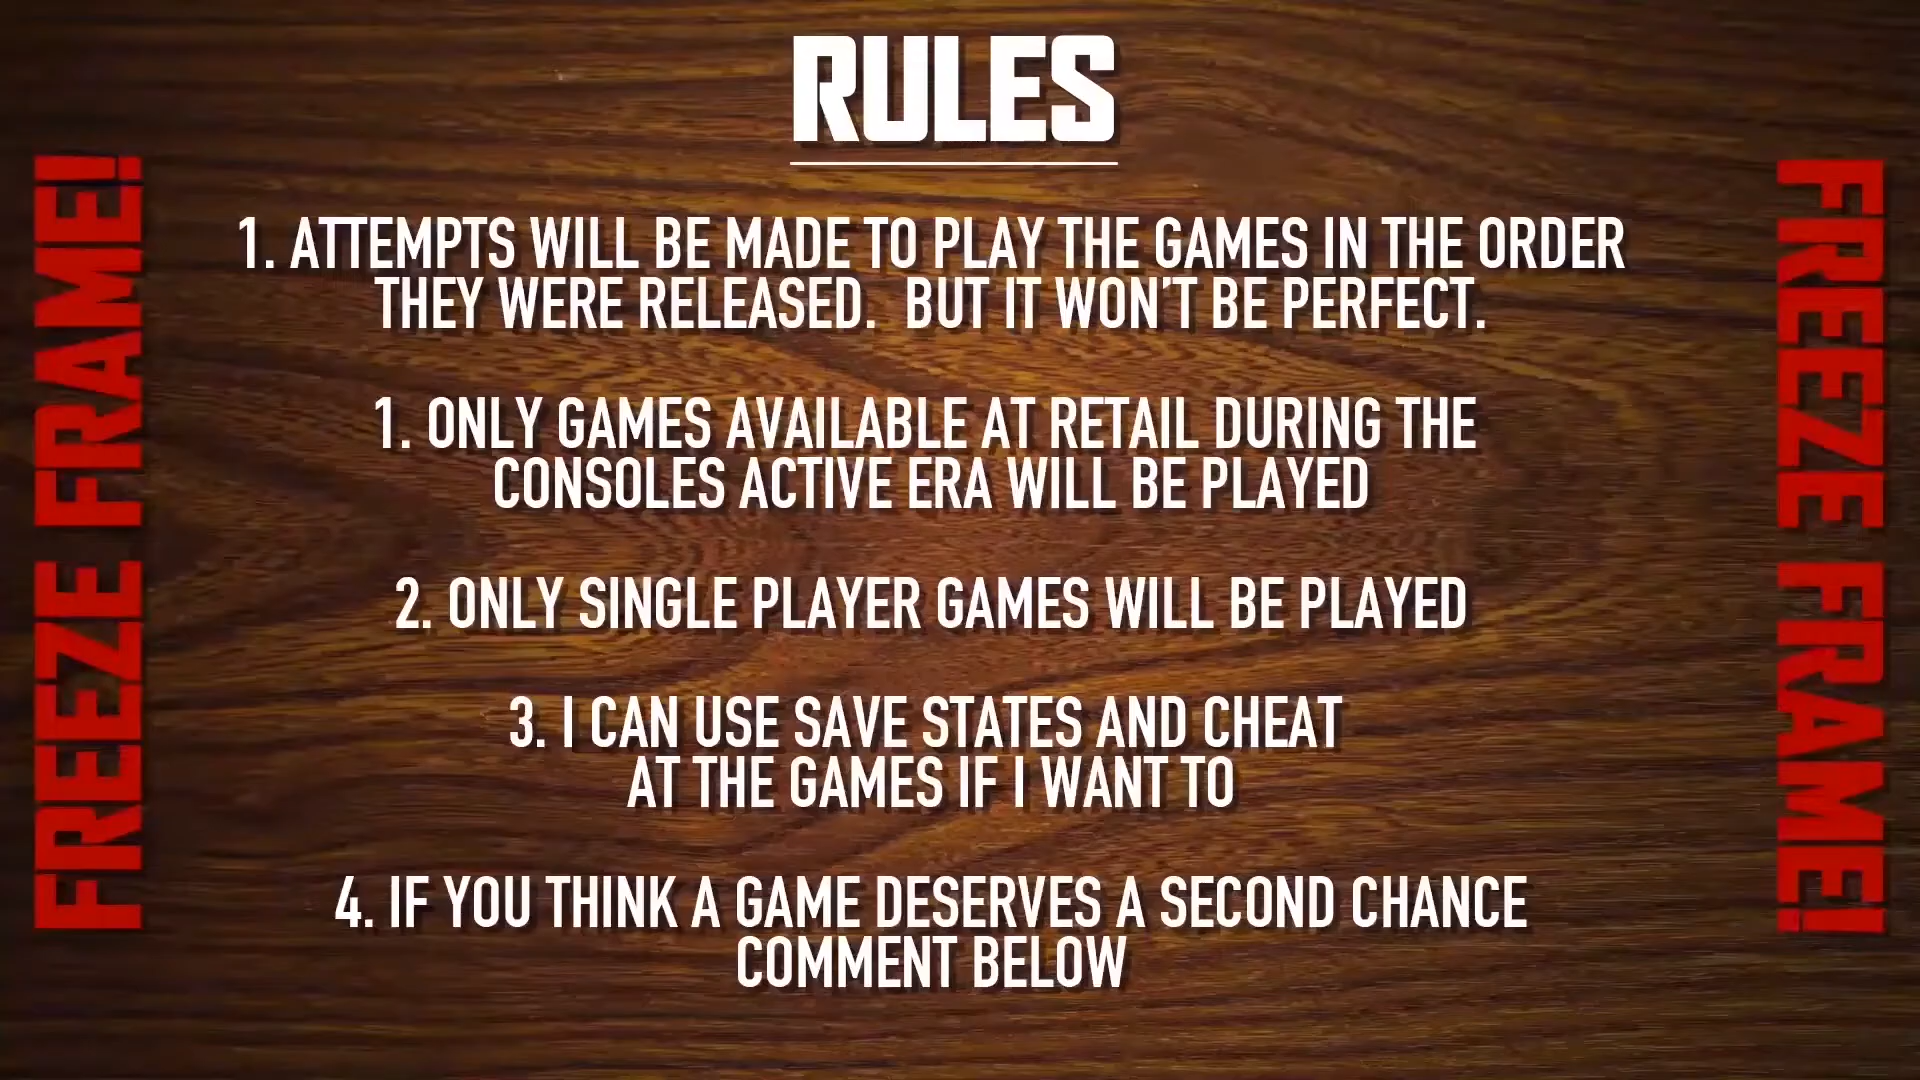 RULES
FREEZE FRAME!
1. ATTEMPTS WILL BE MADE TO PLAY THE GAMES IN THE ORDER
THEY WERE RELEASED. BUT IT WON'T BE PERFECT.
1. ONLY GAMES AVAILABLE AT RETAIL DURING THE
CONSOLES ACTIVE ERA WILL BE PLAYED
2. ONLY SINGLE PLAYER GAMES WILL BE PLAYED
3. I CAN USE SAVE STATES AND CHEAT
AT THE GAMES IF I WANT TO
4. IF YOU THINK A GAME DESERVES A SECOND CHANCE
COMMENT BELOW
FREEZE FRAME!